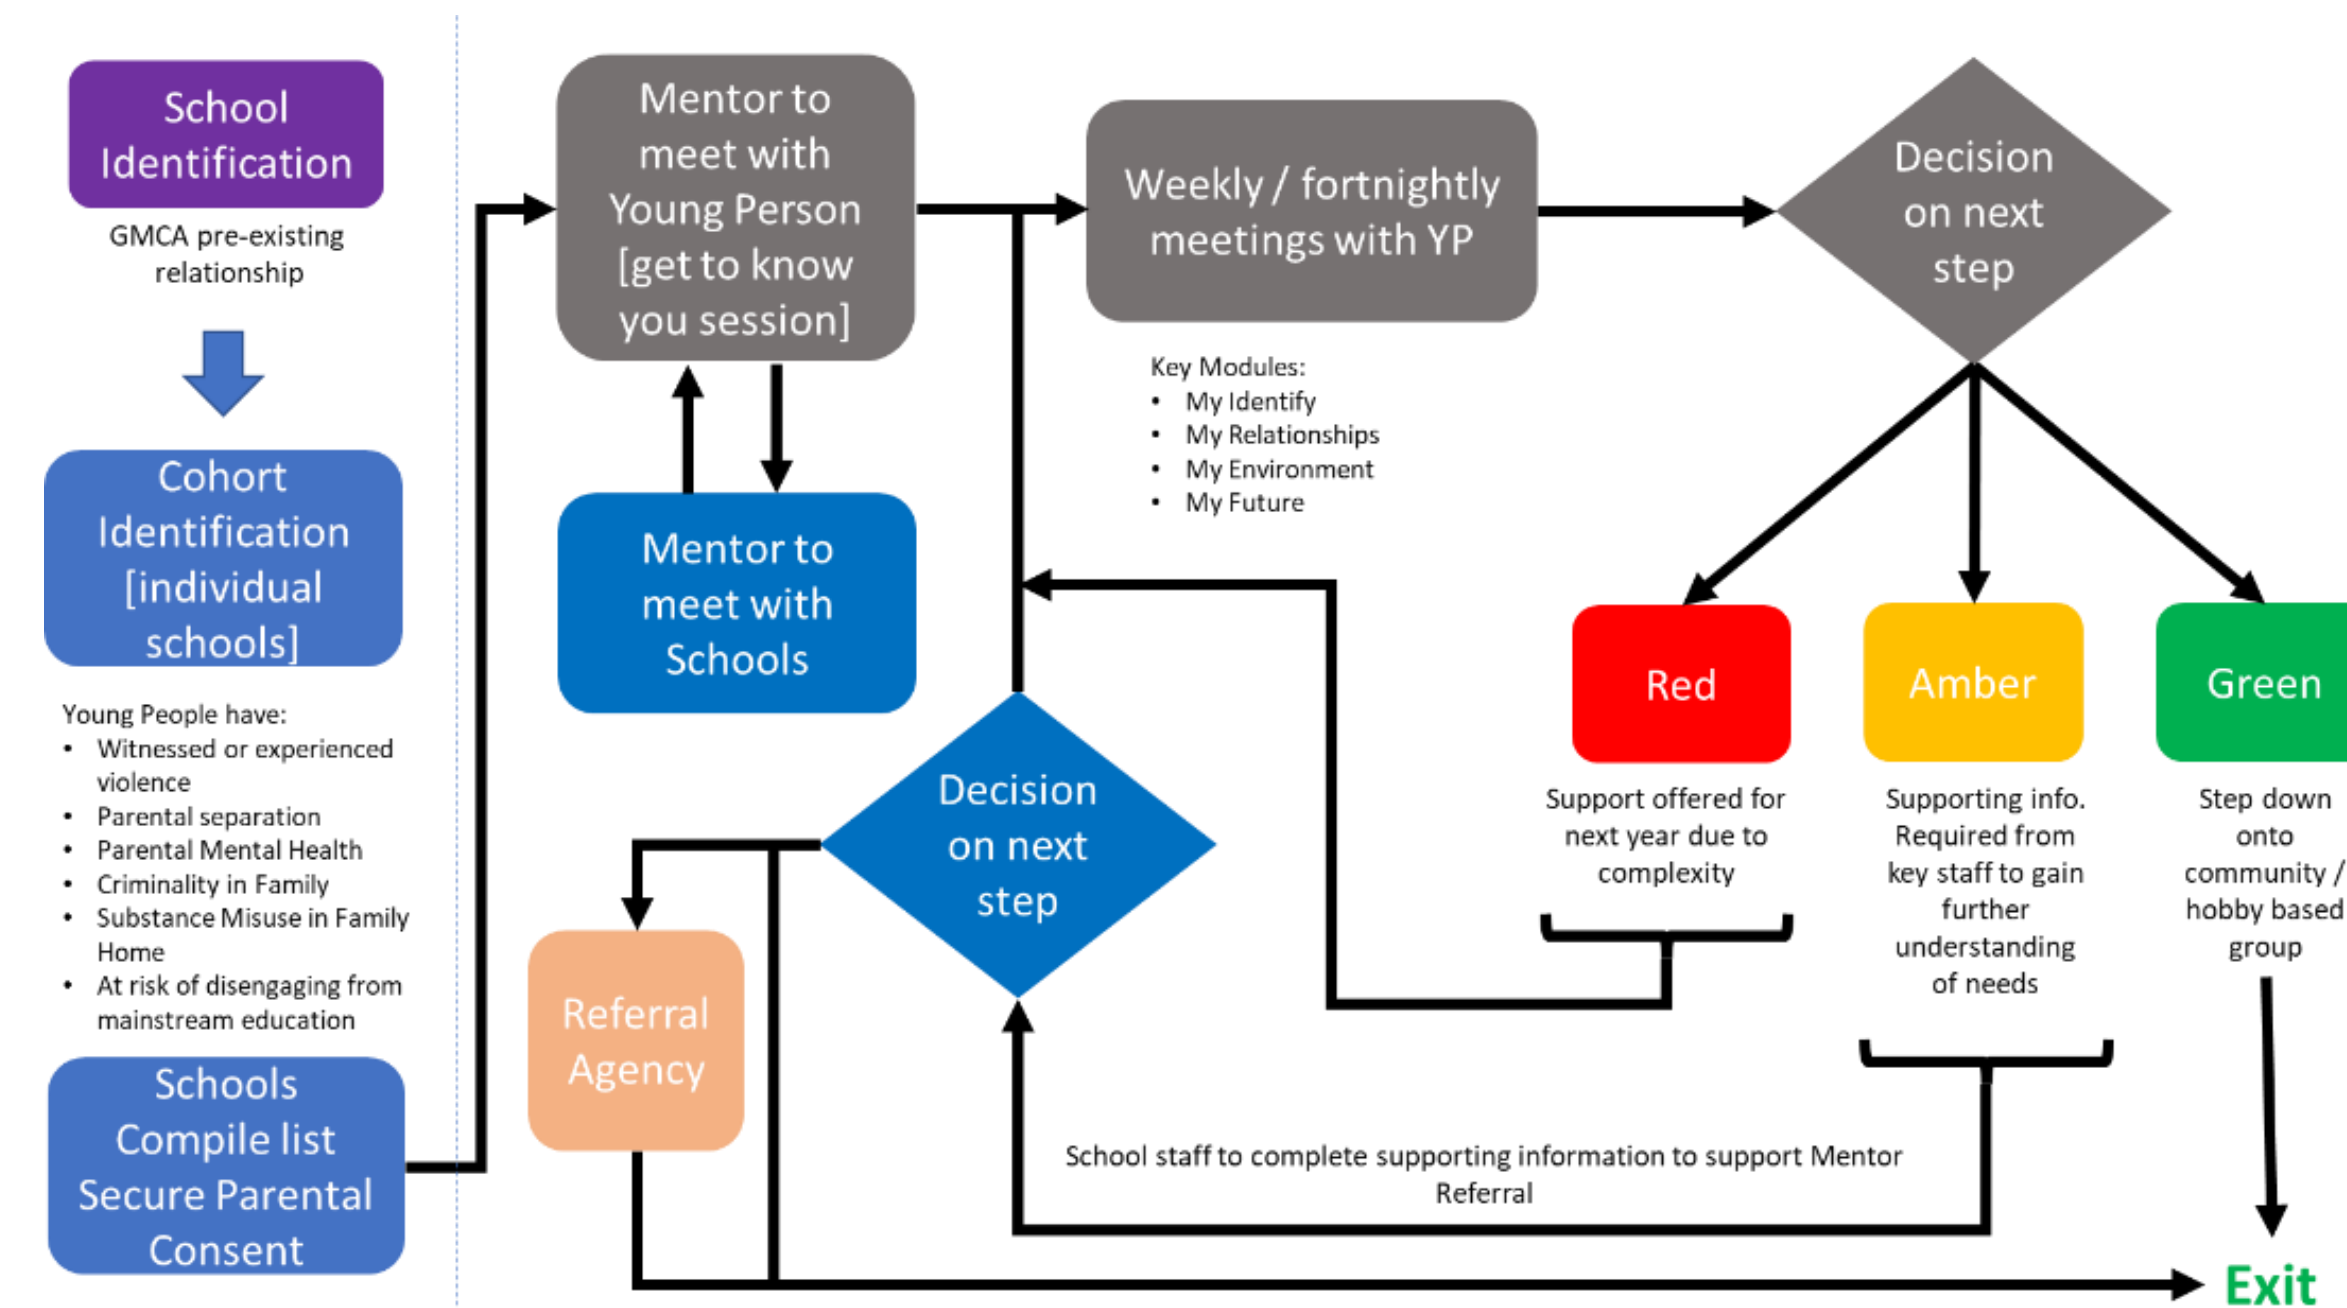 School
Identification
GMCA pre-existing
relationship
Cohort
Identification
[individual
schools]
Young People have:
• Witnessed or experienced
violence
• Parental separation
• Parental Mental Health
• Criminality in Family
• Substance Misuse in Family
Home
• At risk of disengaging from
mainstream education
Schools
Compile list
Secure Parental
Consent
Mentor to
meet with
Young Person
[get to know
you session]
Mentor to
meet with
Schools
Weekly / fortnightly
meetings with YP
Key Modules:
• My Identify
• My Relationships
• My Environment
• My Future
Decision
on next
step
Red
Support offered for
next year due to
complexity
Amber
Supporting info.
Required from
key staff to gain
further
understanding
of needs
Green
Step down
onto
community /
hobby based
group
Decision
on next
step
Referral
Agency
School staff to complete supporting information to support Mentor
Referral
Exit